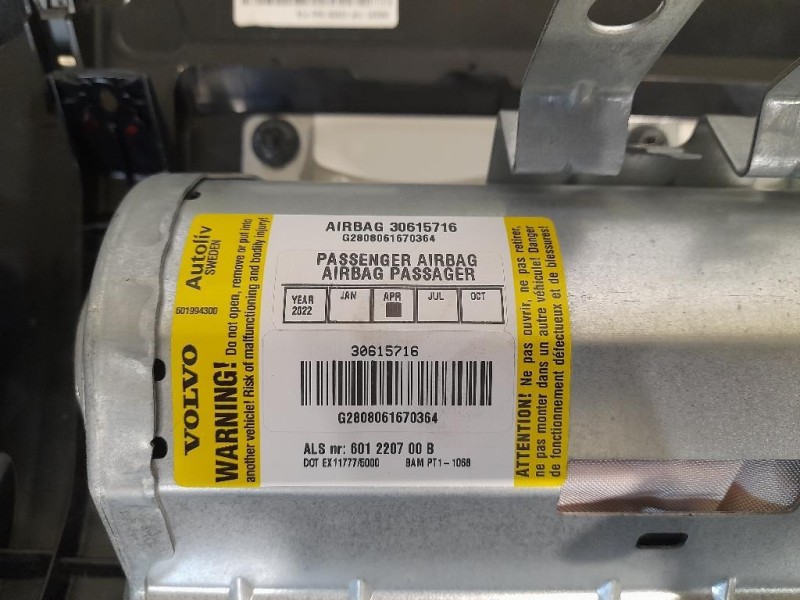 AIRBAG 30615716
G2808061670364
PASSENGER AIRBAG
AIRBAG PASSAGER
YEAR
2022
JAN
APR
JUL
OCT
30615716
G2808061670364
ALS nr: 601 2207 00 B
DOT EX11777/5000 BAM PT1-1068
Autoliv
SWEDEN
601994300
VOLVO
WARNING! Do not open, remove or put into
another vehicle! Risk of malfunctioning and bodily injury!
ATTENTION! Ne pas ouvrir, ne pas retirer,
ne pas monter dans un autre véhicule! Danger
de fonctionnement défectueux et de blessures!